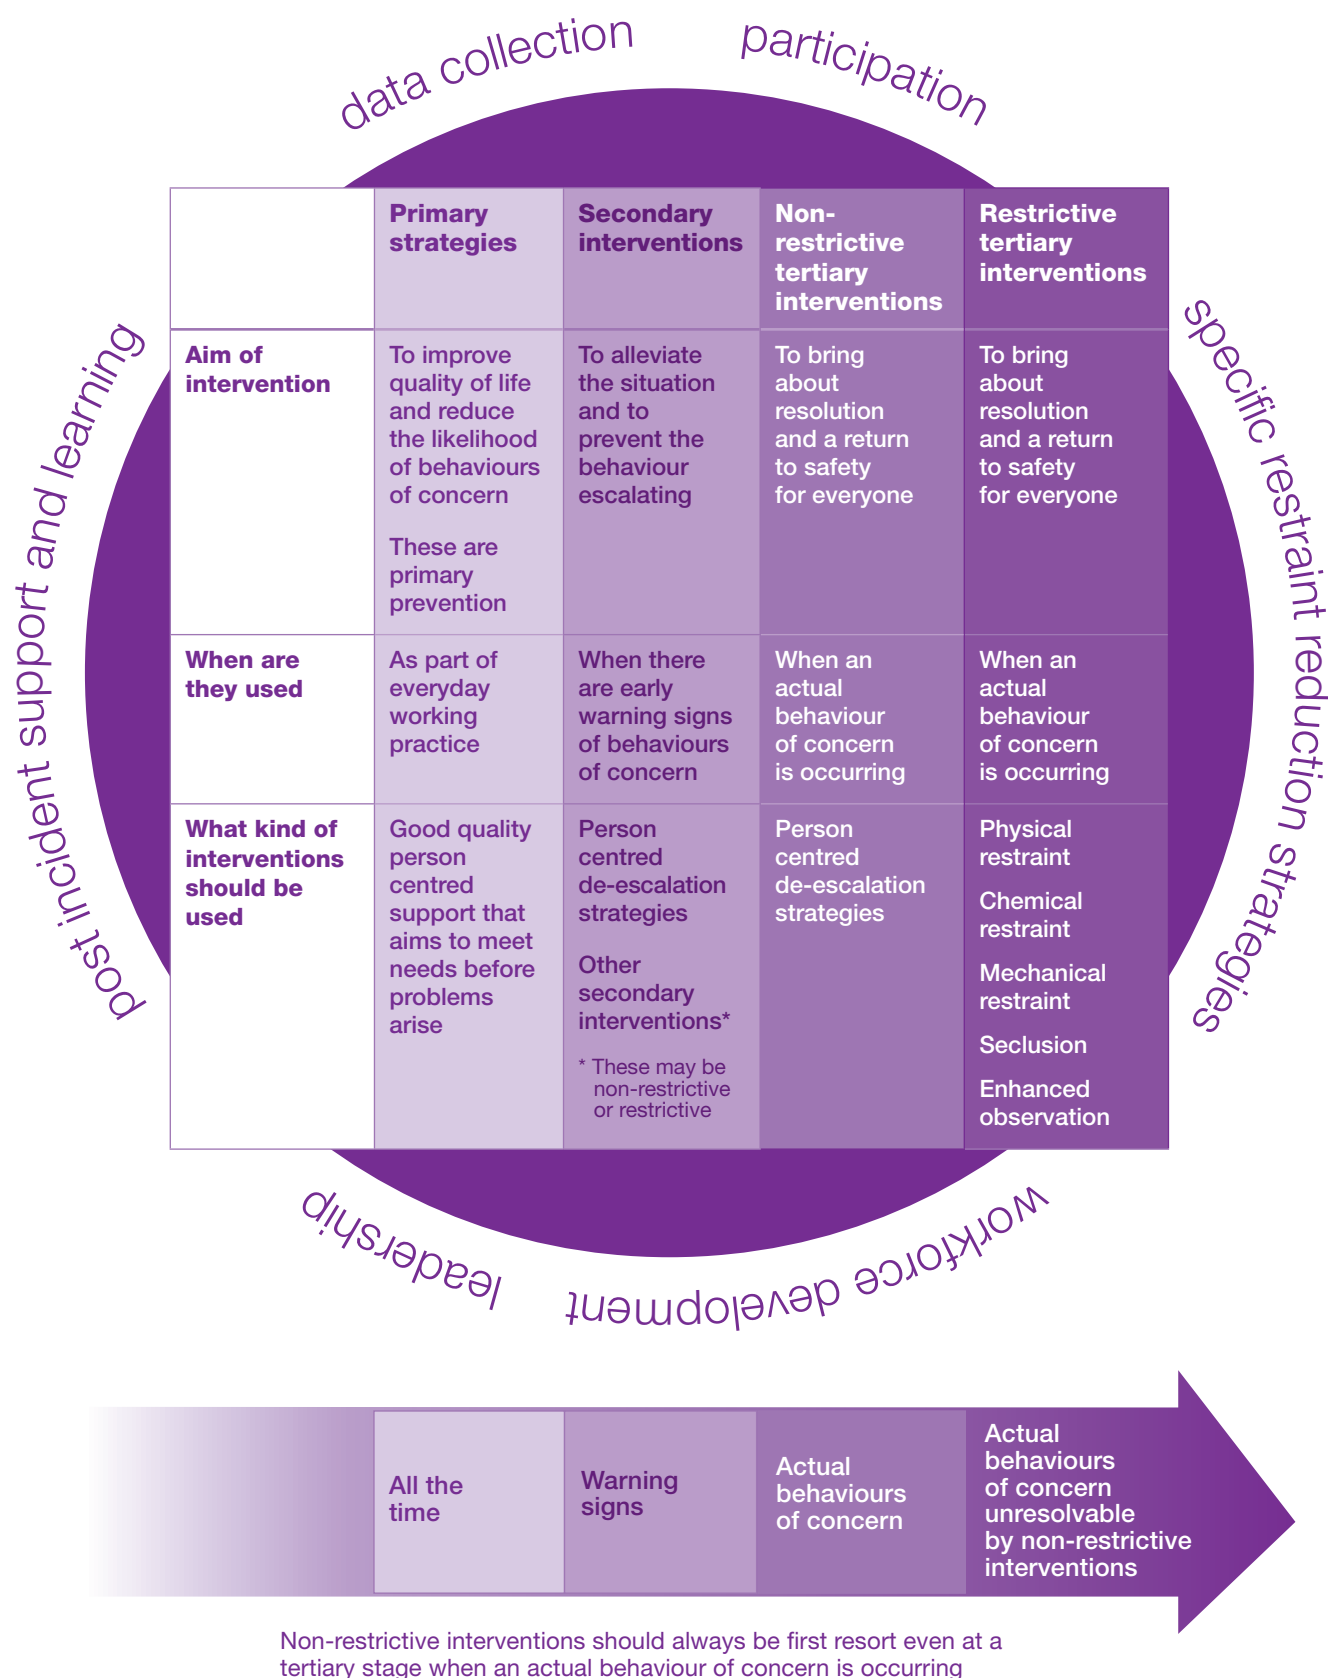 data collection
participation
specific restraint reduction strategies
workforce development
leadership
post incident support and learning
Primary
strategies
Secondary
interventions
Non-
restrictive
tertiary
interventions
Restrictive
tertiary
interventions
Aim of
intervention
To improve
quality of life
and reduce
the likelihood
of behaviours
of concern
These are
primary
prevention
To alleviate
the situation
and to
prevent the
behaviour
escalating
To bring
about
resolution
and a return
to safety
for everyone
To bring
about
resolution
and a return
to safety
for everyone
When are
they used
As part of
everyday
working
practice
When there
are early
warning signs
of behaviours
of concern
When an
actual
behaviour
of concern
is occurring
When an
actual
behaviour
of concern
is occurring
What kind of
interventions
should be
used
Good quality
person
centred
support that
aims to meet
needs before
problems
arise
Person
centred
de-escalation
strategies
Other
secondary
interventions*
* These may be
non-restrictive
or restrictive
Person
centred
de-escalation
strategies
Physical
restraint
Chemical
restraint
Mechanical
restraint
Seclusion
Enhanced
observation
All the
time
Warning
signs
Actual
behaviours
of concern
Actual
behaviours
of concern
unresolvable
by non-restrictive
interventions
Non-restrictive interventions should always be first resort even at a
tertiary stage when an actual behaviour of concern is occurring